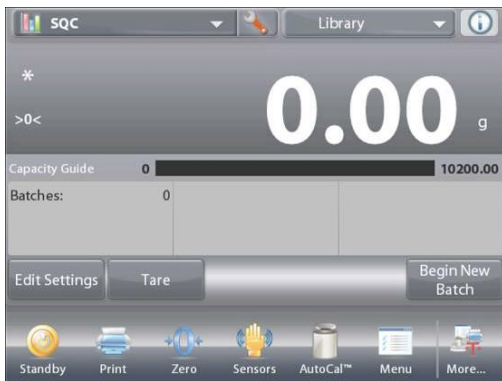 SQC Library
*
>0<
0.00 g
Capacity Guide 0 10200.00
Batches: 0
Edit Settings Tare Begin New Batch
Standby Print Zero Sensors AutoCal™ Menu More...